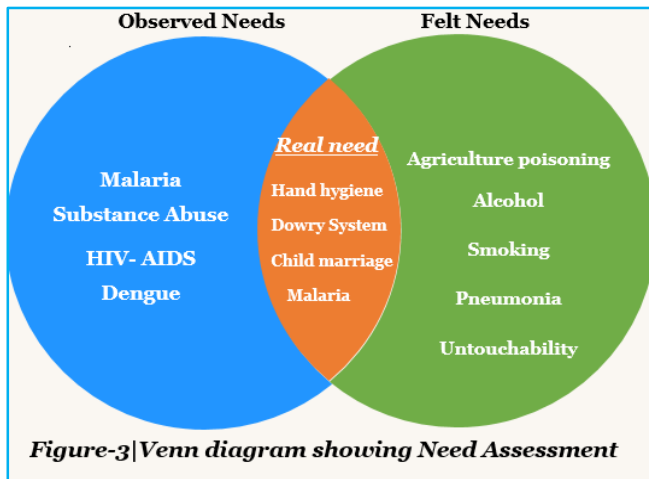 Observed Needs
Felt Needs
Malaria
Substance Abuse
HIV- AIDS
Dengue
Real need
Hand hygiene
Dowry System
Child marriage
Malaria
Agriculture poisoning
Alcohol
Smoking
Pneumonia
Untouchability
Figure-3|Venn diagram showing Need Assessment